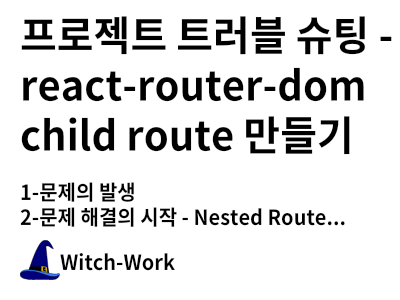 프로젝트 트러블 슈팅 -
react-router-dom
child route 만들기
1-문제의 발생
2-문제 해결의 시작 - Nested Route...
Witch-Work